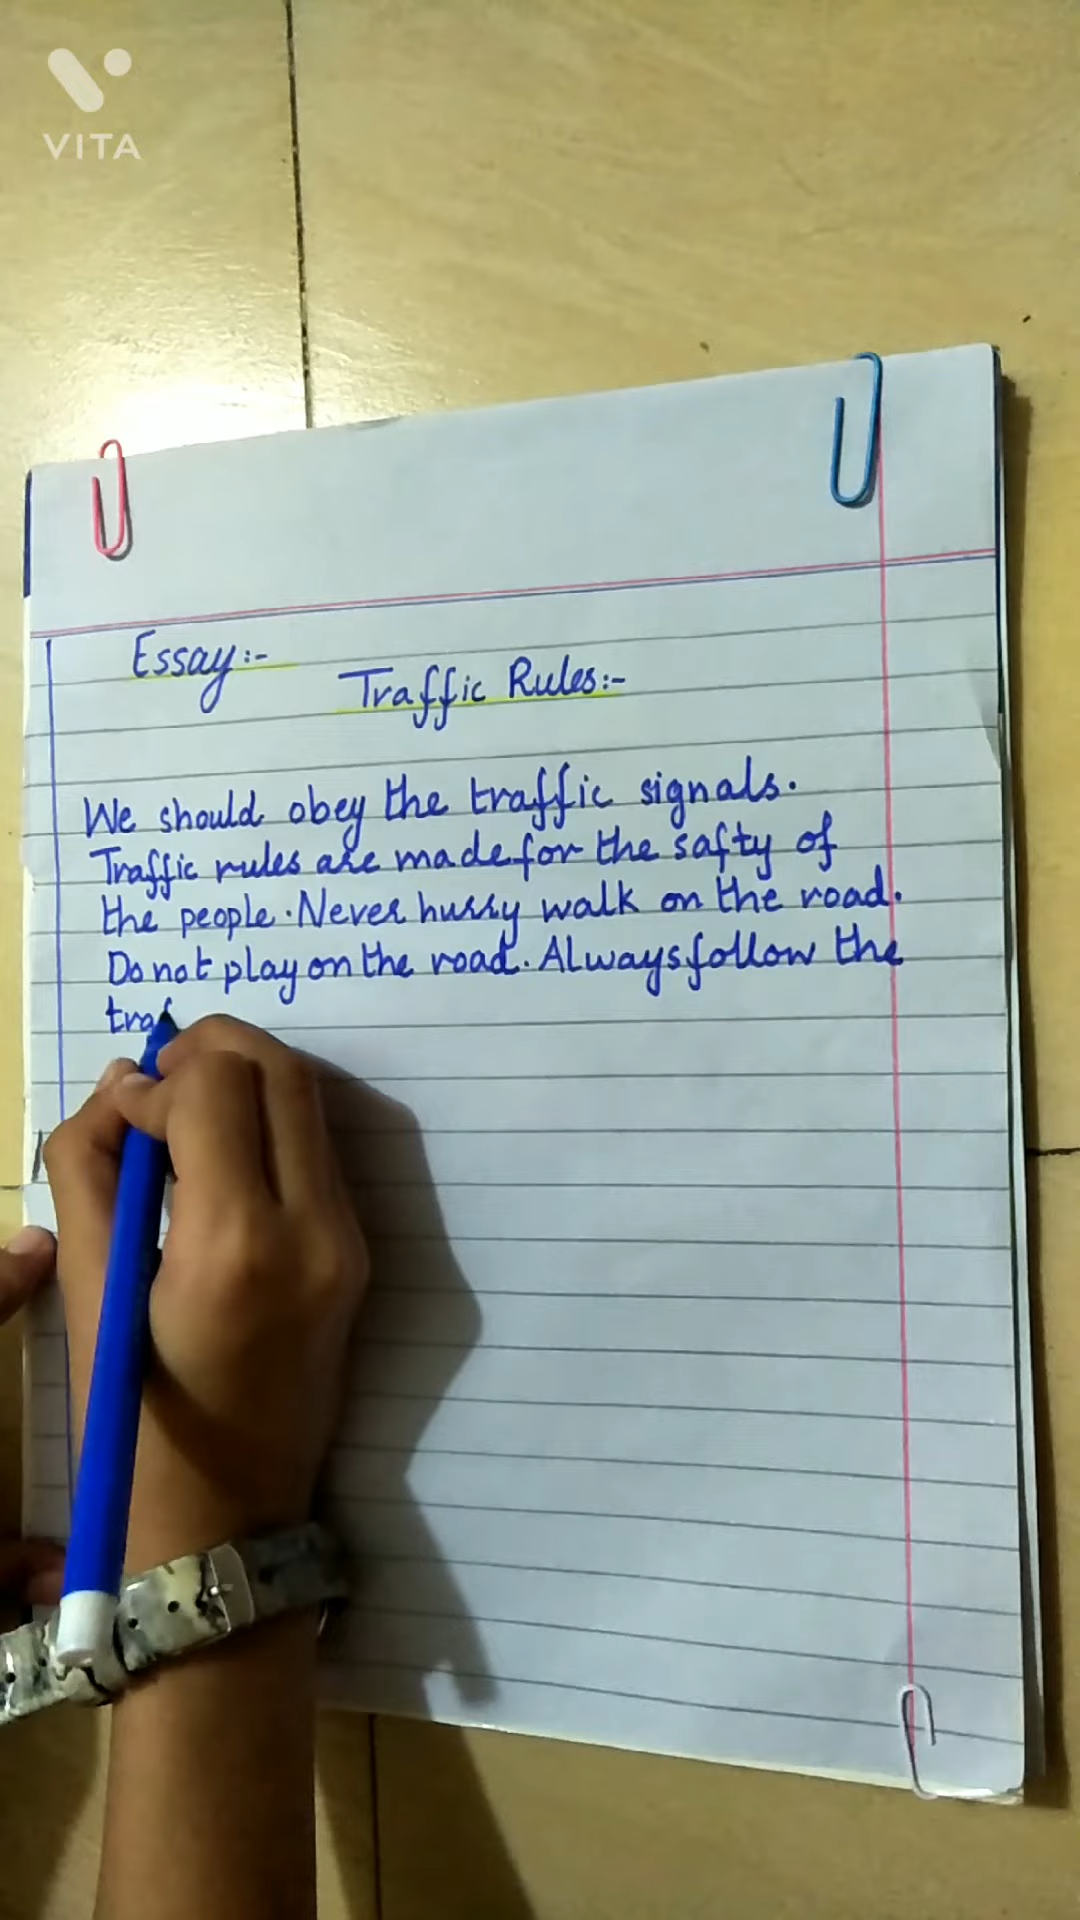 VITA
Essay:-
Traffic Rules:-
We should obey the traffic signals.
Traffic rules are made for the safty of
the people. Never hurry walk on the road.
Do not play on the road. Always follow the
traf